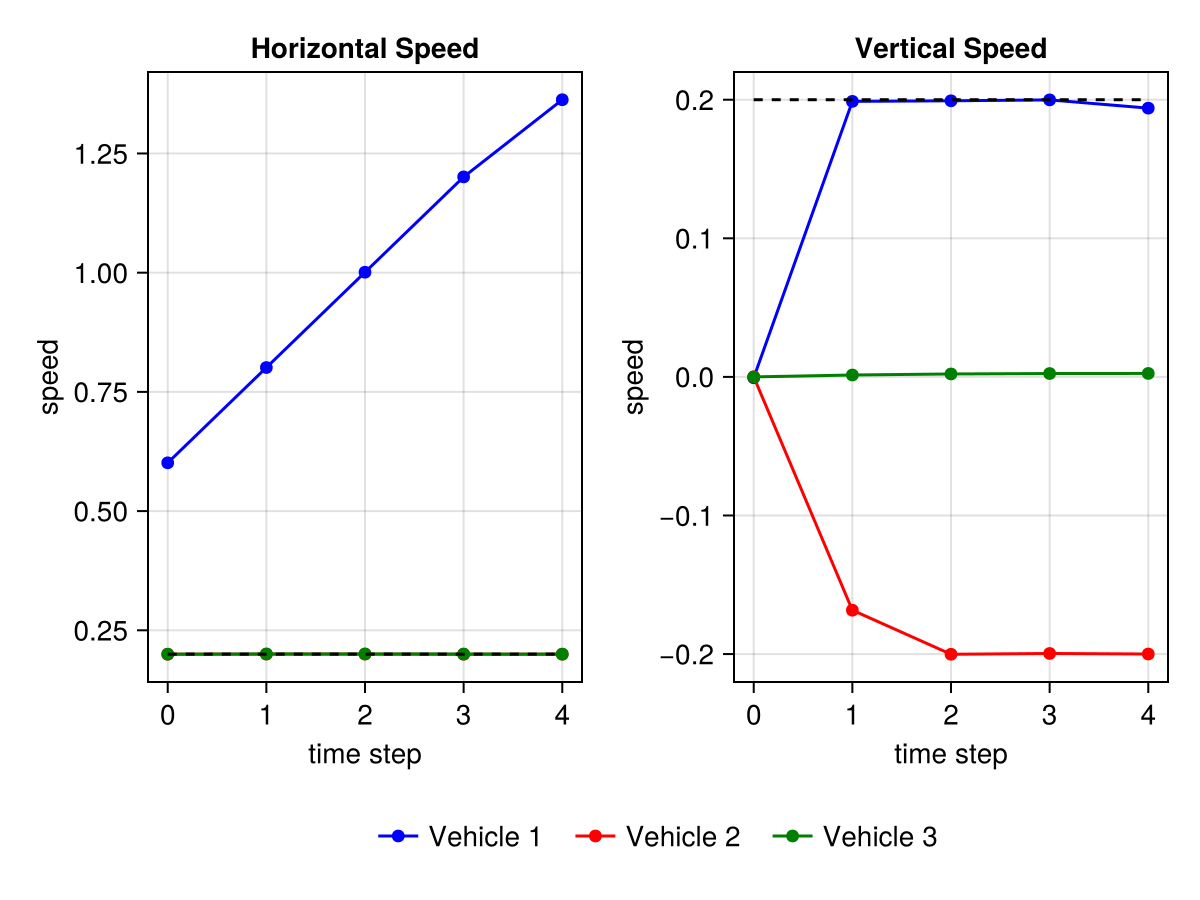 Horizontal Speed
1.25
1.00
0.75
0.50
0.25
speed
0 1 2 3 4
time step
Vertical Speed
0.2
0.1
0.0
−0.1
−0.2
speed
0 1 2 3 4
time step
Vehicle 1 Vehicle 2 Vehicle 3